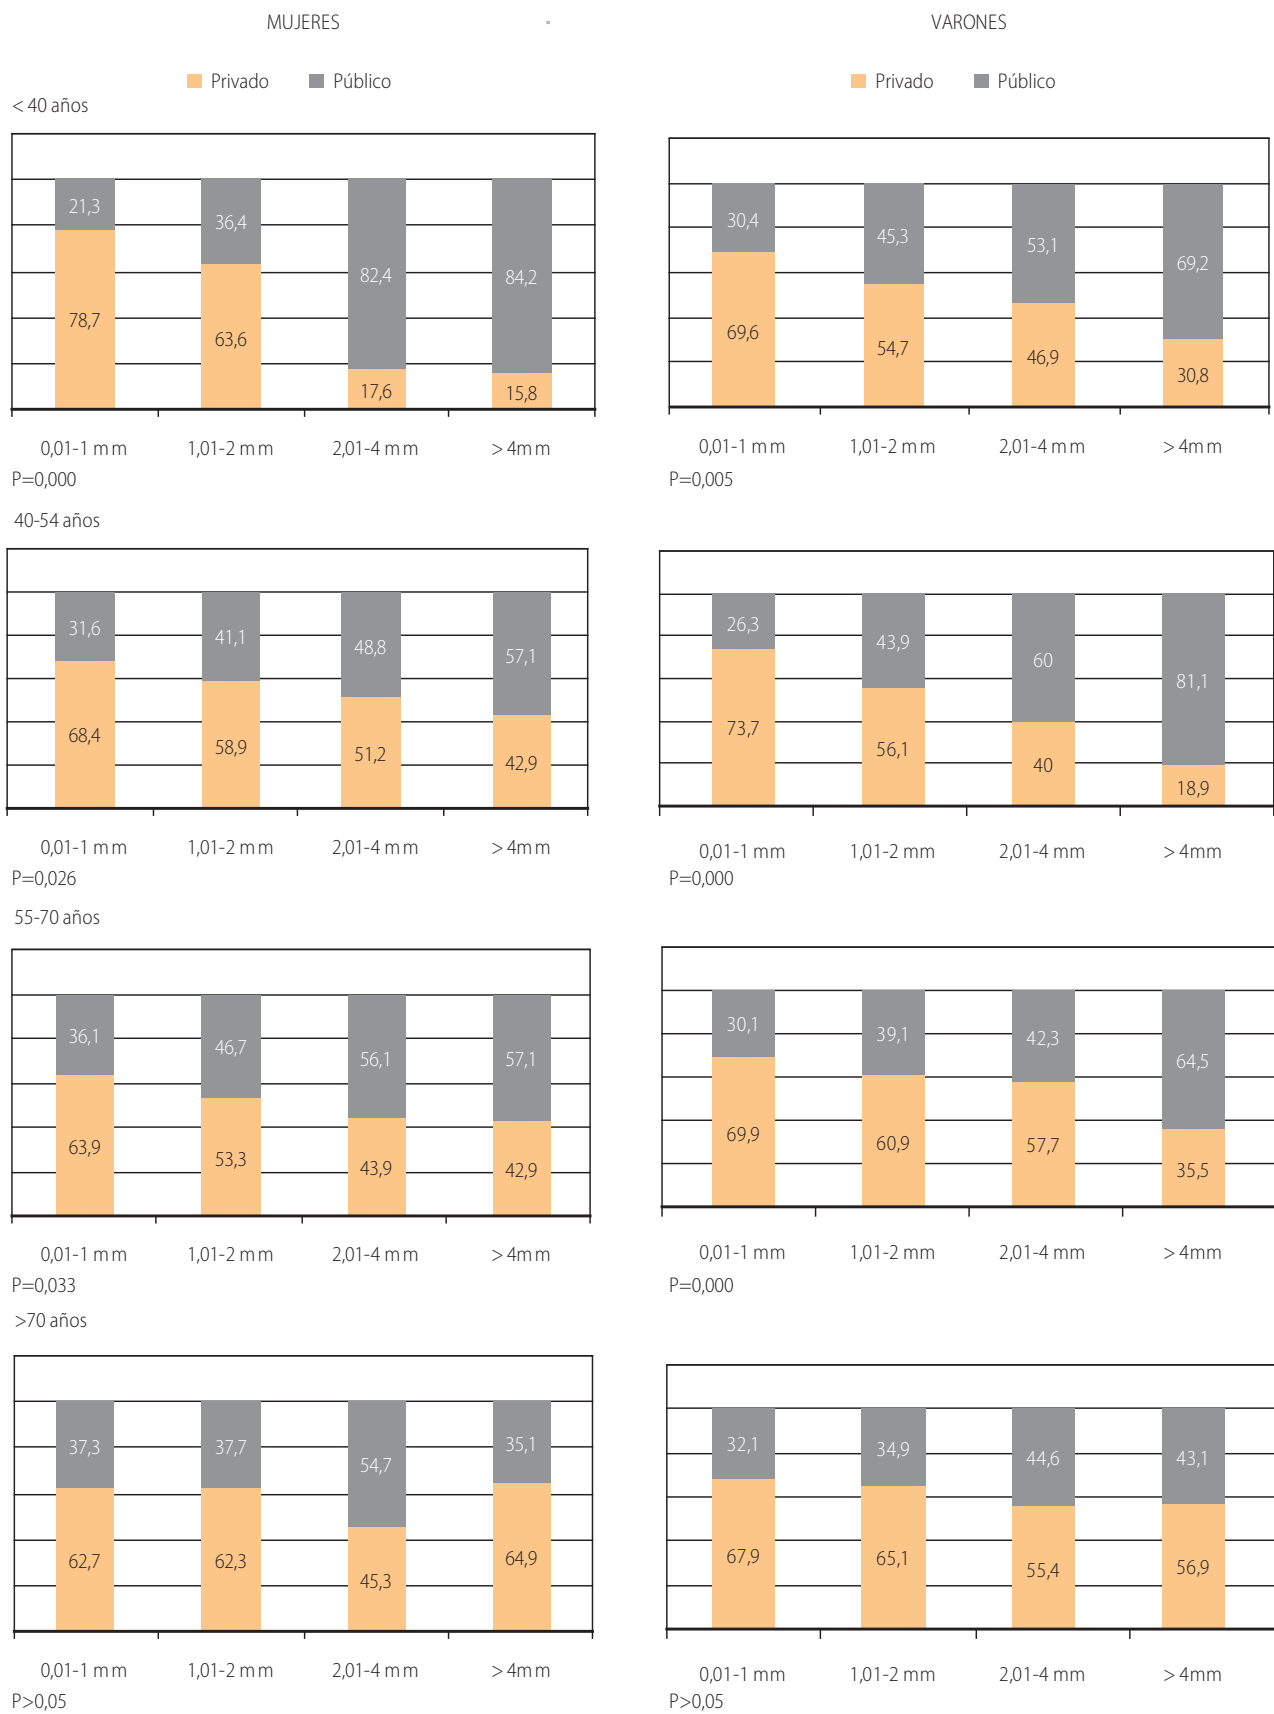 MUJERES
VARONES
Privado Público
Privado Público
< 40 años
21,3 36,4 82,4 84,2
78,7 63,6 17,6 15,8
0,01-1 mm 1,01-2 mm 2,01-4 mm > 4mm
P=0,000
30,4 45,3 53,1 69,2
69,6 54,7 46,9 30,8
0,01-1 mm 1,01-2 mm 2,01-4 mm > 4mm
P=0,005
40-54 años
31,6 41,1 48,8 57,1
68,4 58,9 51,2 42,9
0,01-1 mm 1,01-2 mm 2,01-4 mm > 4mm
P=0,026
26,3 43,9 60 81,1
73,7 56,1 40 18,9
0,01-1 mm 1,01-2 mm 2,01-4 mm > 4mm
P=0,000
55-70 años
36,1 46,7 56,1 57,1
63,9 53,3 43,9 42,9
0,01-1 mm 1,01-2 mm 2,01-4 mm > 4mm
P=0,033
30,1 39,1 42,3 64,5
69,9 60,9 57,7 35,5
0,01-1 mm 1,01-2 mm 2,01-4 mm > 4mm
P=0,000
>70 años
37,3 37,7 54,7 35,1
62,7 62,3 45,3 64,9
0,01-1 mm 1,01-2 mm 2,01-4 mm > 4mm
P>0,05
32,1 34,9 44,6 43,1
67,9 65,1 55,4 56,9
0,01-1 mm 1,01-2 mm 2,01-4 mm > 4mm
P>0,05